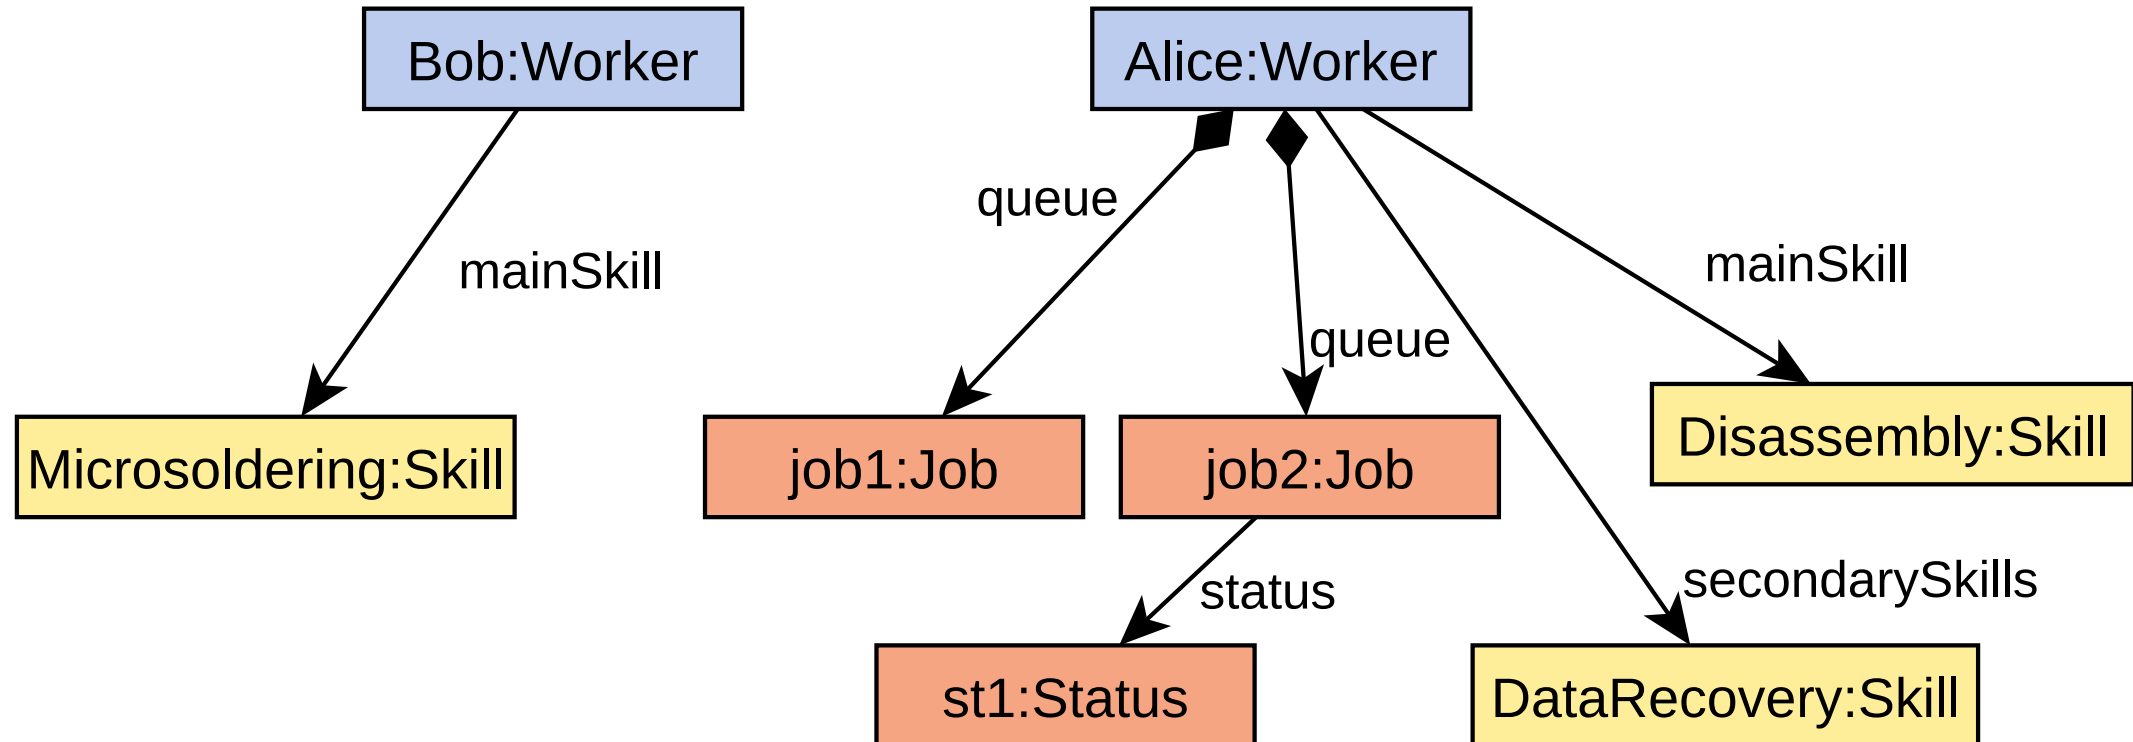 Bob:Worker
Alice:Worker
queue
mainSkill
mainSkill
queue
Microsoldering:Skill
job1:Job
job2:Job
Disassembly:Skill
status
secondarySkills
st1:Status
DataRecovery:Skill